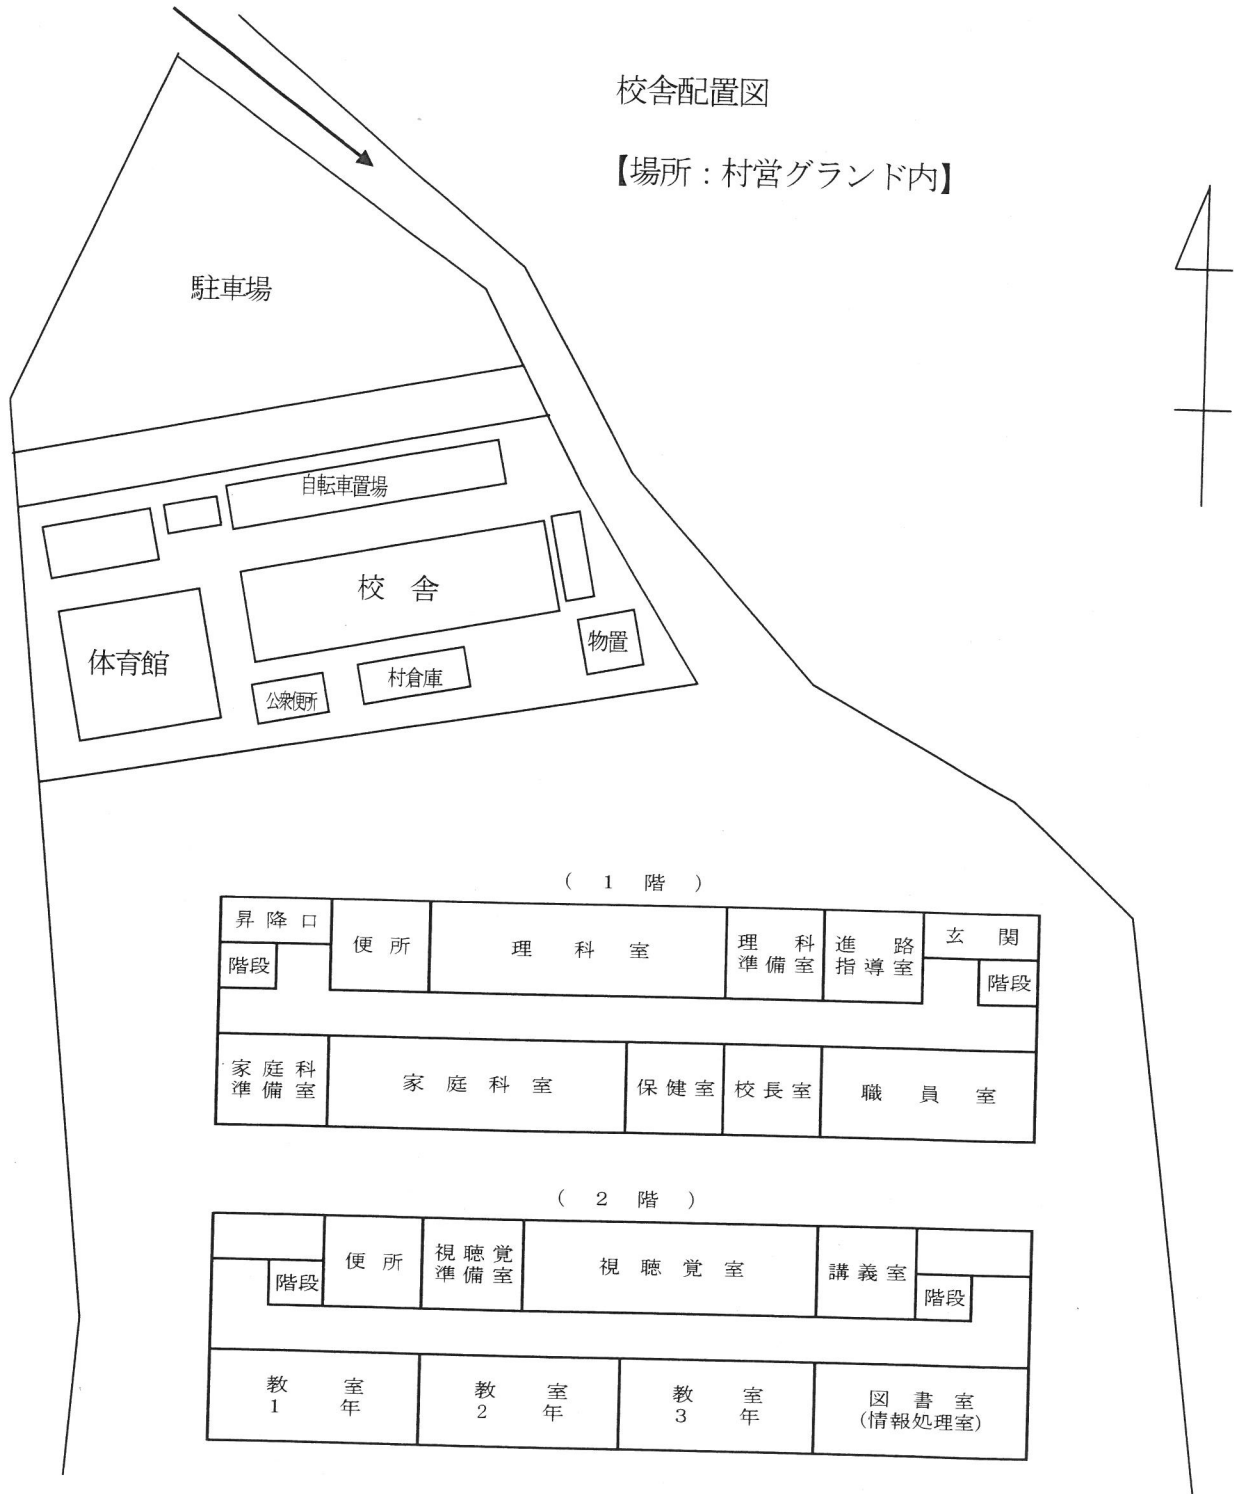 校舎配置図
【場所：村営グランド内】
駐車場
自転車置場
校　舎
体育館
物置
村倉庫
公衆便所
（　１　階　）
昇降口
階段
便所
理科室
理科
準備室
進路
指導室
玄関
階段
家庭科
準備室
家庭科室
保健室
校長室
職員室
（　２　階　）
階段
便所
視聴覚
準備室
視聴覚室
講義室
階段
教室
１年
教室
２年
教室
３年
図書室
(情報処理室)